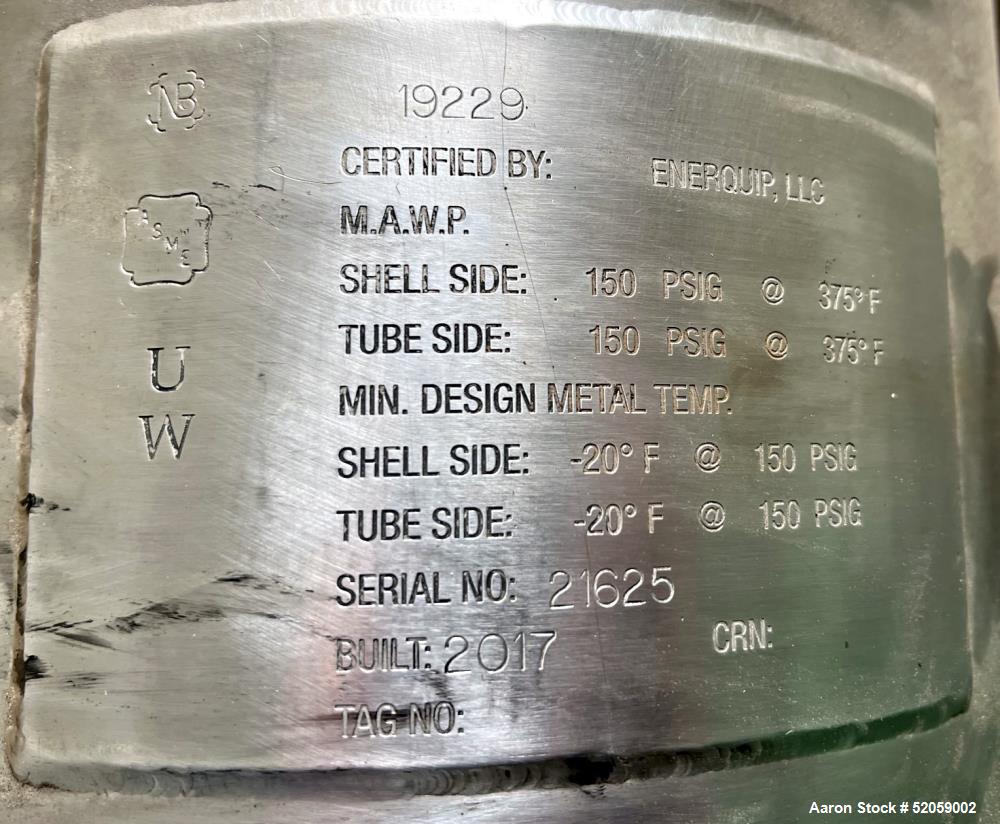 NB 19229
CERTIFIED BY: ENERQUIP, LLC
ASME
M.A.W.P.
SHELL SIDE: 150 PSIG @ 375° F
TUBE SIDE: 150 PSIG @ 375° F
U
MIN. DESIGN METAL TEMP.
W
SHELL SIDE: -20° F @ 150 PSIG
TUBE SIDE: -20° F @ 150 PSIG
SERIAL NO: 21625
BUILT: 2017 CRN:
TAG NO:
Aaron Stock # 52059002